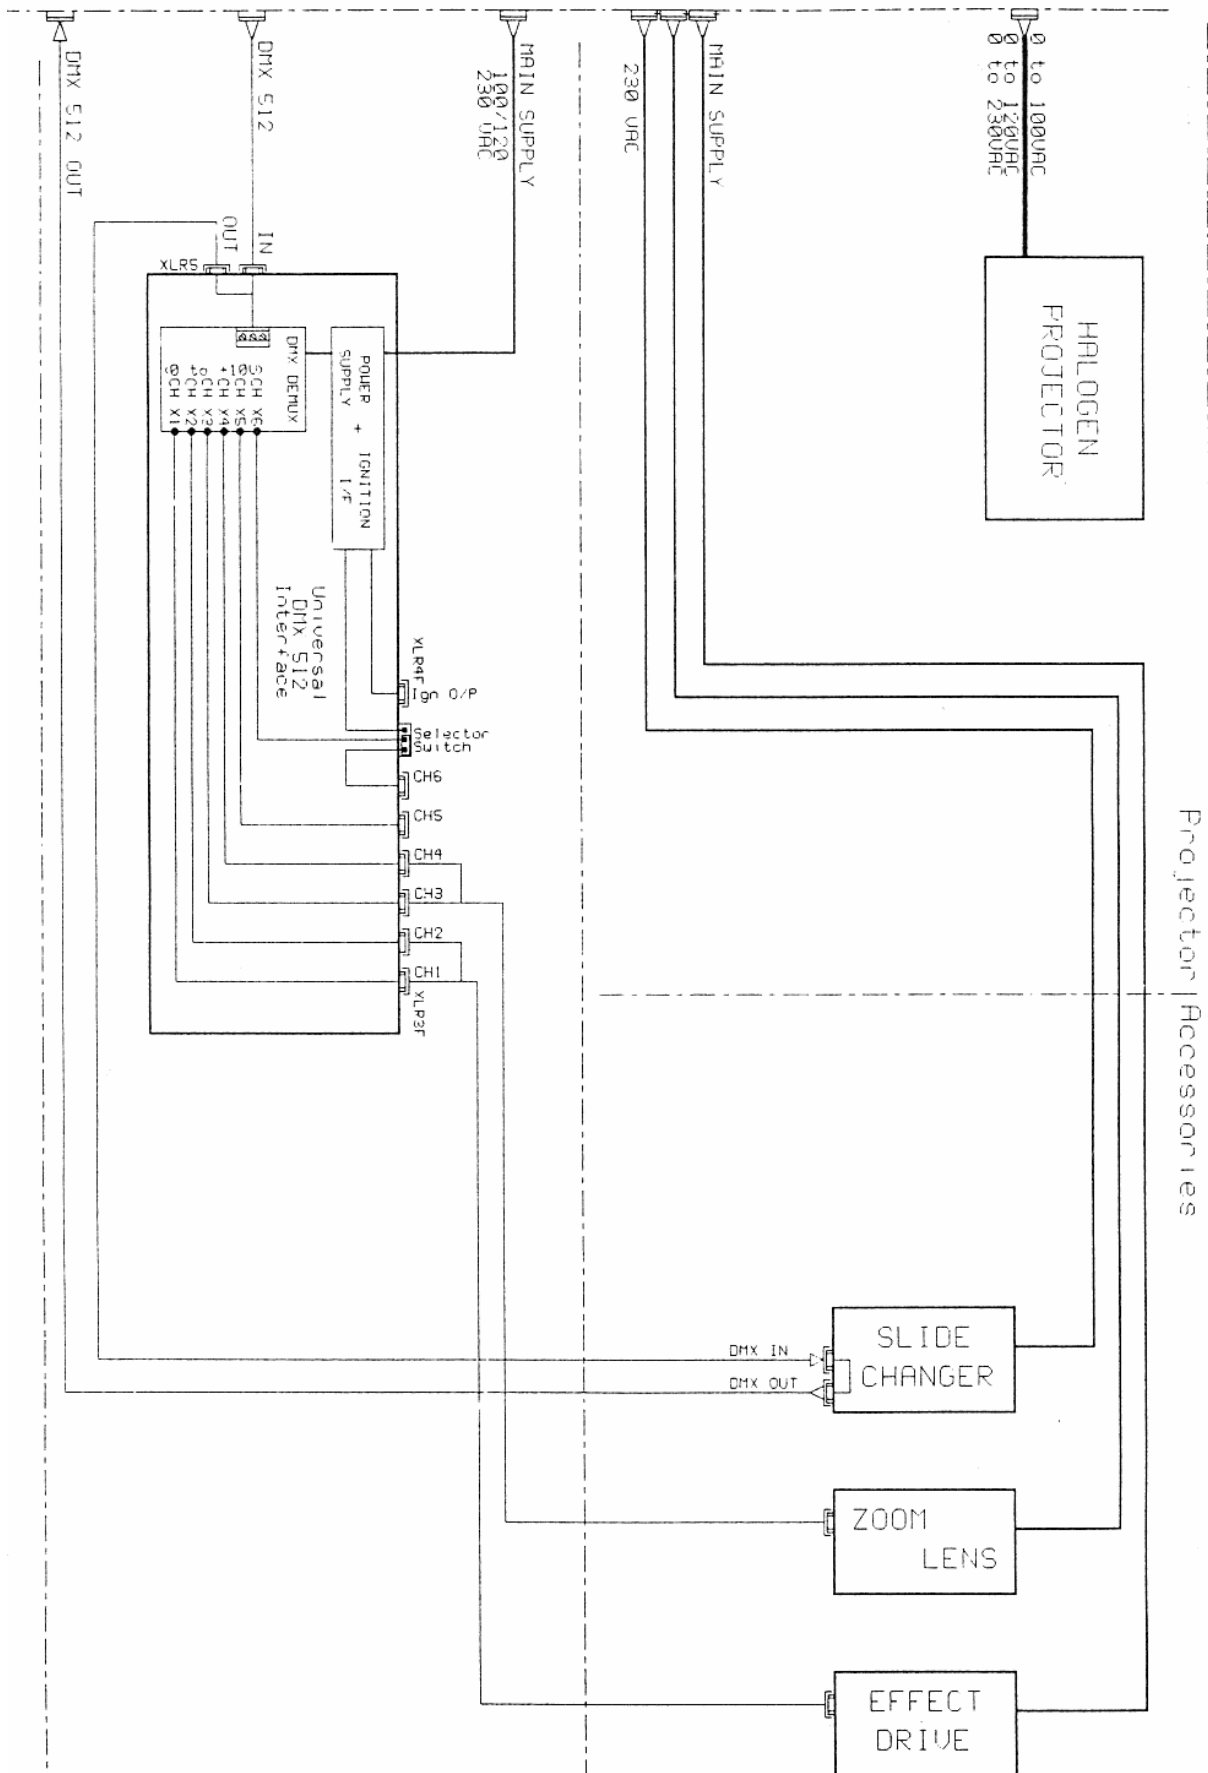 DMX 512 OUT
DMX 512
MAIN SUPPLY
100/120
230 VAC
230 VAC
MAIN SUPPLY
0 to 100VAC
0 to 120VAC
0 to 230VAC
OUT
IN
XLR5
HALOGEN
PROJECTOR
DMX DEMUX
CH X6
CH X5
CH X4
CH X3
CH X2
CH X1
POWER + IGNITION
SUPPLY I/F
Universal
DMX 512
Interface
XLR4F
Ign O/P
Selector
Switch
CH6
CH5
CH4
CH3
CH2
CH1
XLR3F
Projector
Accessories
SLIDE
CHANGER
DMX IN
DMX OUT
ZOOM
LENS
EFFECT
DRIVE